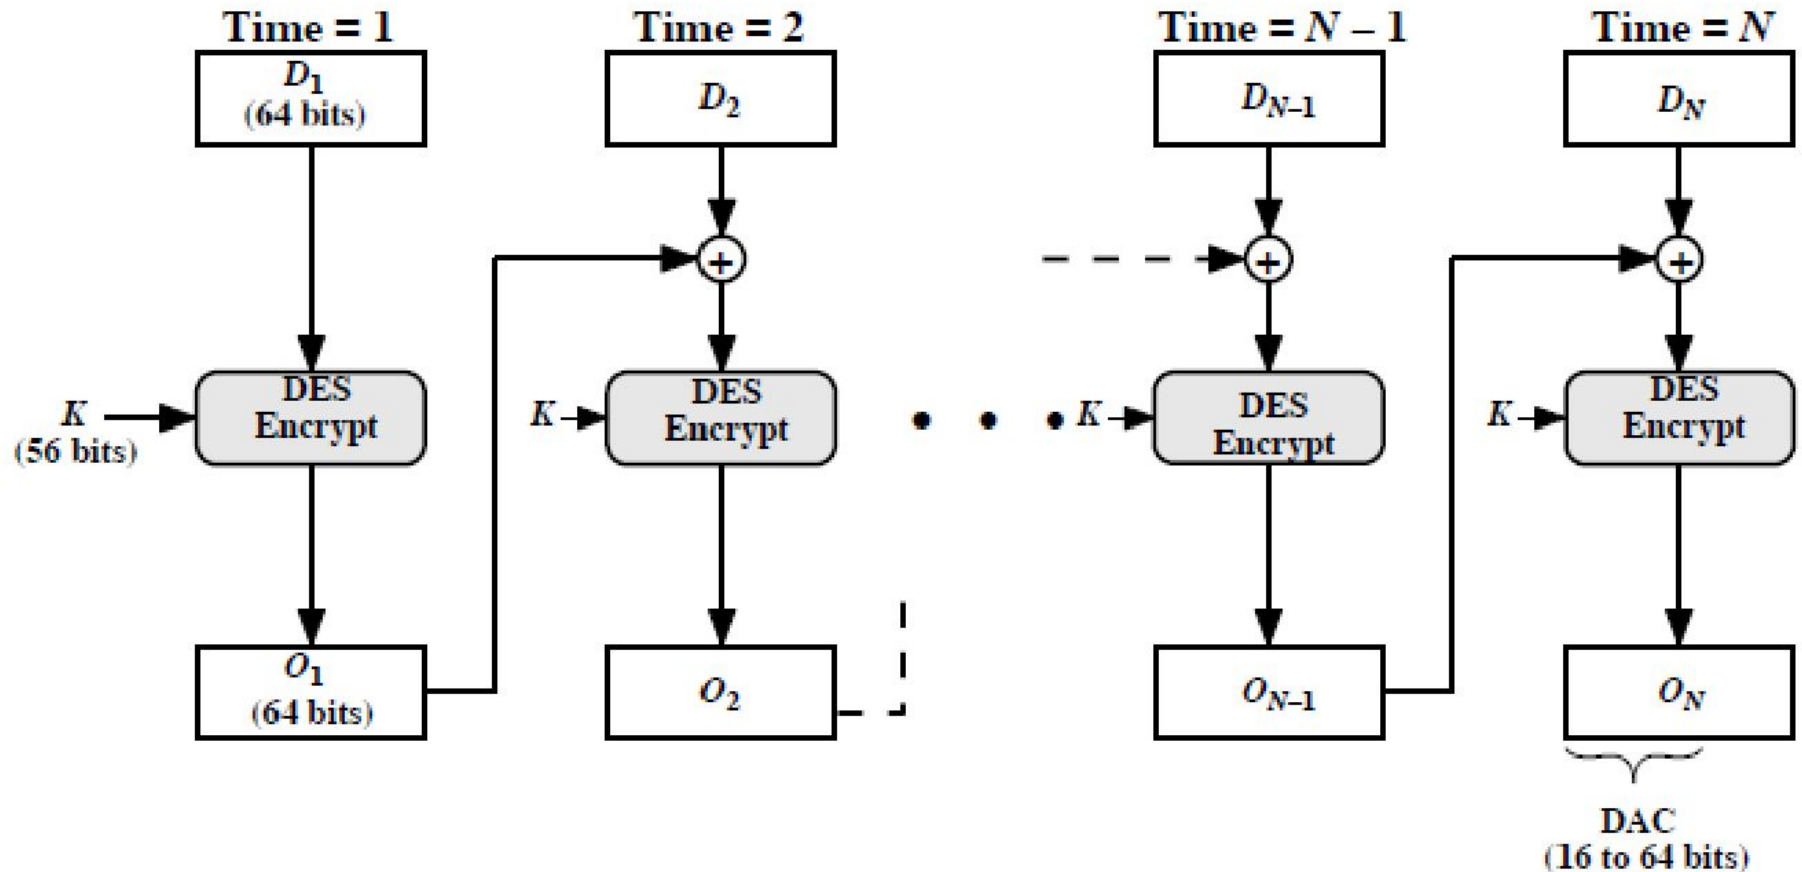 Time = 1
Time = 2
Time = N – 1
Time = N
D1
(64 bits)
D2
DN–1
DN
+
+
+
K
(56 bits)
DES
Encrypt
K
DES
Encrypt
• • •
K
DES
Encrypt
K
DES
Encrypt
O1
(64 bits)
O2
ON–1
ON
DAC
(16 to 64 bits)